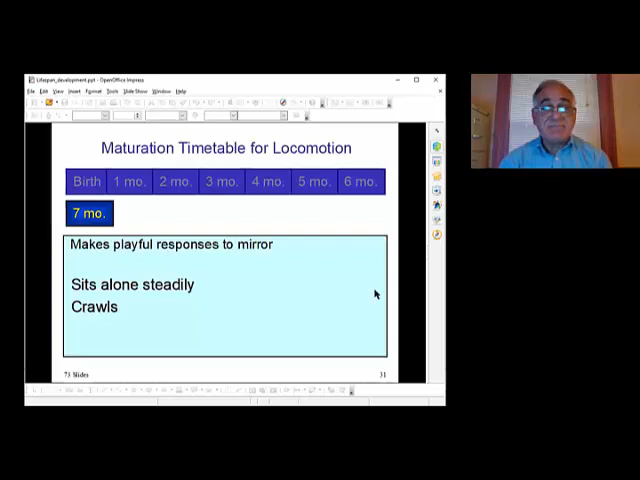 Lifespan_development.ppt - OpenOffice Impress
File Edit View Insert Format Tools Slide Show Window Help
Maturation Timetable for Locomotion
Birth 1 mo. 2 mo. 3 mo. 4 mo. 5 mo. 6 mo.
7 mo.
Makes playful responses to mirror
Sits alone steadily
Crawls
73 Slides 31